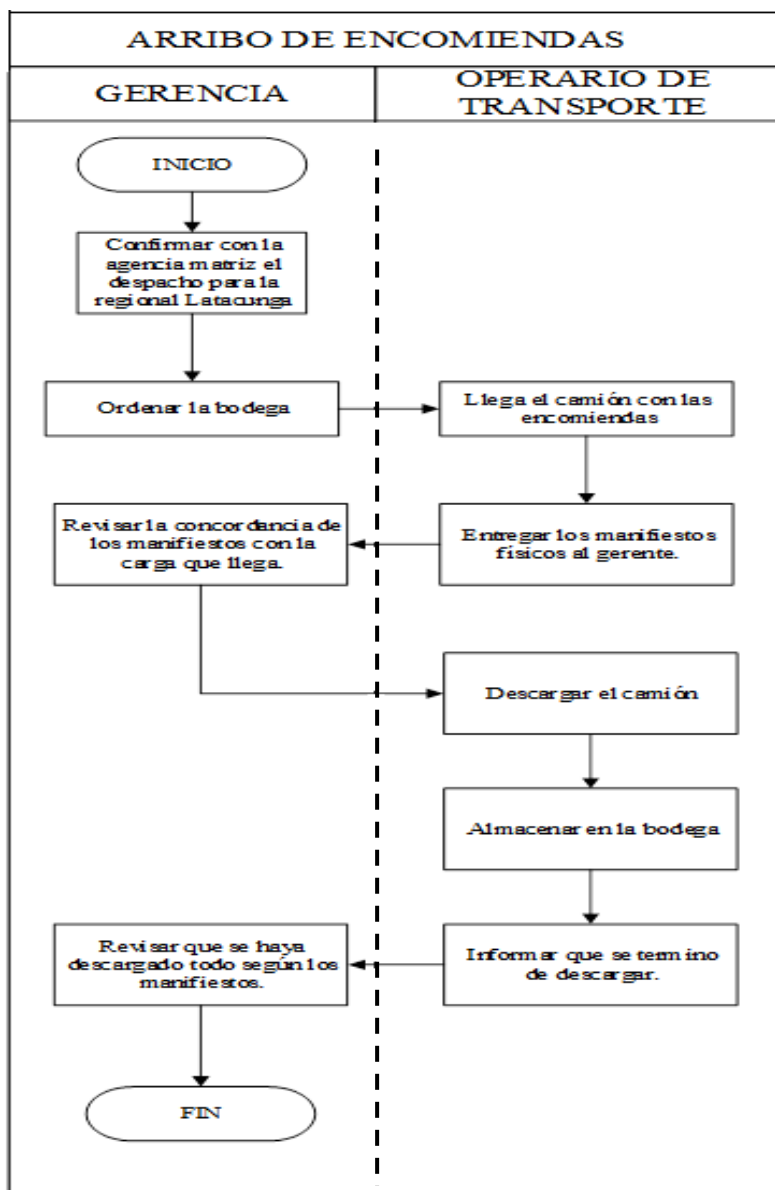 ARRIBO DE ENCOMIENDAS
GERENCIA
OPERARIO DE
TRANSPORTE
INICIO
Confirmar con la
agencia matriz el
despacho para la
regional Latacunga
Ordenar la bodega
Llega el camión con las
encomiendas
Entregar los manifiestos
físicos al gerente.
Revisar la concordancia de
los manifiestos con la
carga que llega.
Descargar el camión
Almacenar en la bodega
Informar que se termino
de descargar.
Revisar que se haya
descargado todo según los
manifiestos.
FIN